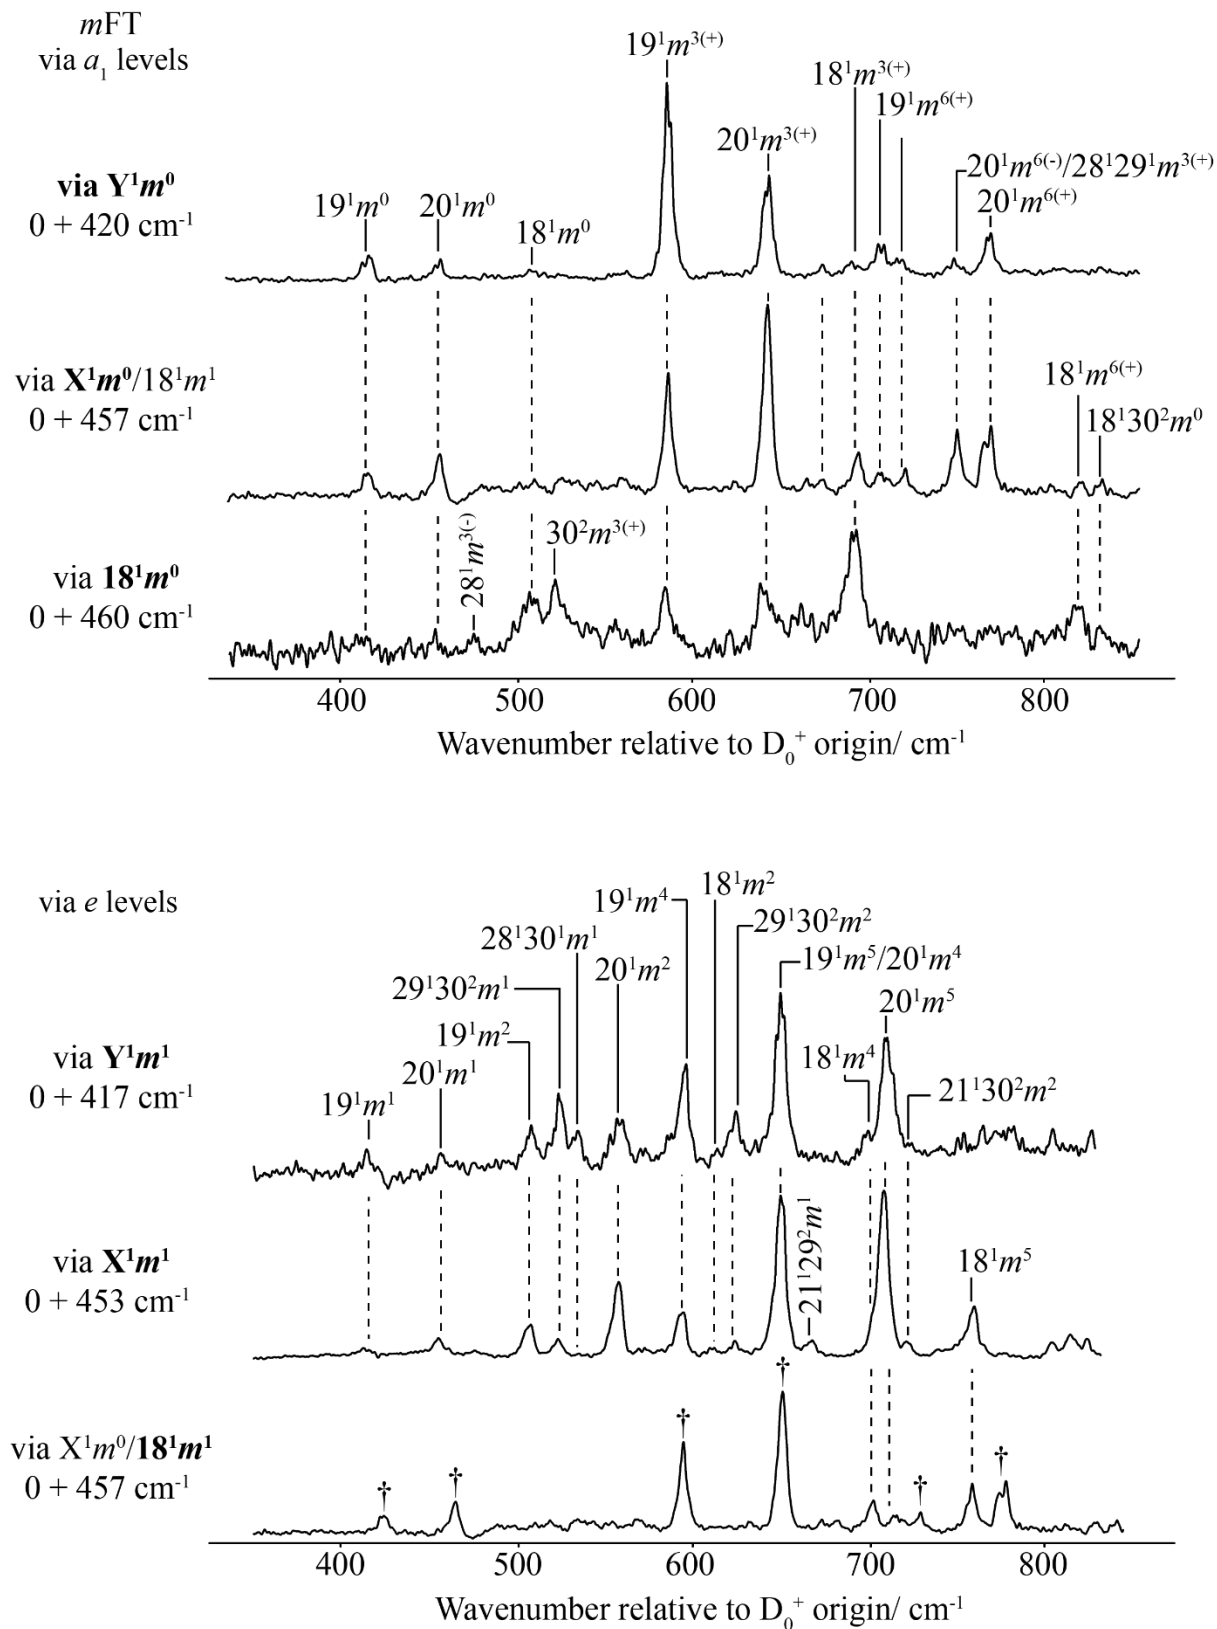 mFT
via a₁ levels
19¹m³⁽⁺⁾
18¹m³⁽⁺⁾
19¹m⁶⁽⁺⁾
20¹m³⁽⁺⁾
20¹m⁶⁽⁻⁾/28¹29¹m³⁽⁺⁾
20¹m⁶⁽⁺⁾
via Y¹m⁰
0 + 420 cm⁻¹
19¹m⁰
20¹m⁰
18¹m⁰
via X¹m⁰/18¹m¹
0 + 457 cm⁻¹
18¹m⁶⁽⁺⁾
18¹30²m⁰
via 18¹m⁰
0 + 460 cm⁻¹
28¹m³⁽⁻⁾
30²m³⁽⁺⁾
400 500 600 700 800
Wavenumber relative to D₀⁺ origin/ cm⁻¹
via e levels
19¹m⁴
18¹m²
28¹30¹m¹
29¹30²m²
20¹m²
19¹m⁵/20¹m⁴
29¹30²m¹
20¹m⁵
19¹m²
via Y¹m¹
0 + 417 cm⁻¹
20¹m¹
18¹m⁴
19¹m¹
21¹30²m²
via X¹m¹
0 + 453 cm⁻¹
21¹29²m¹
18¹m⁵
via X¹m⁰/18¹m¹
0 + 457 cm⁻¹
† † † † † †
400 500 600 700 800
Wavenumber relative to D₀⁺ origin/ cm⁻¹